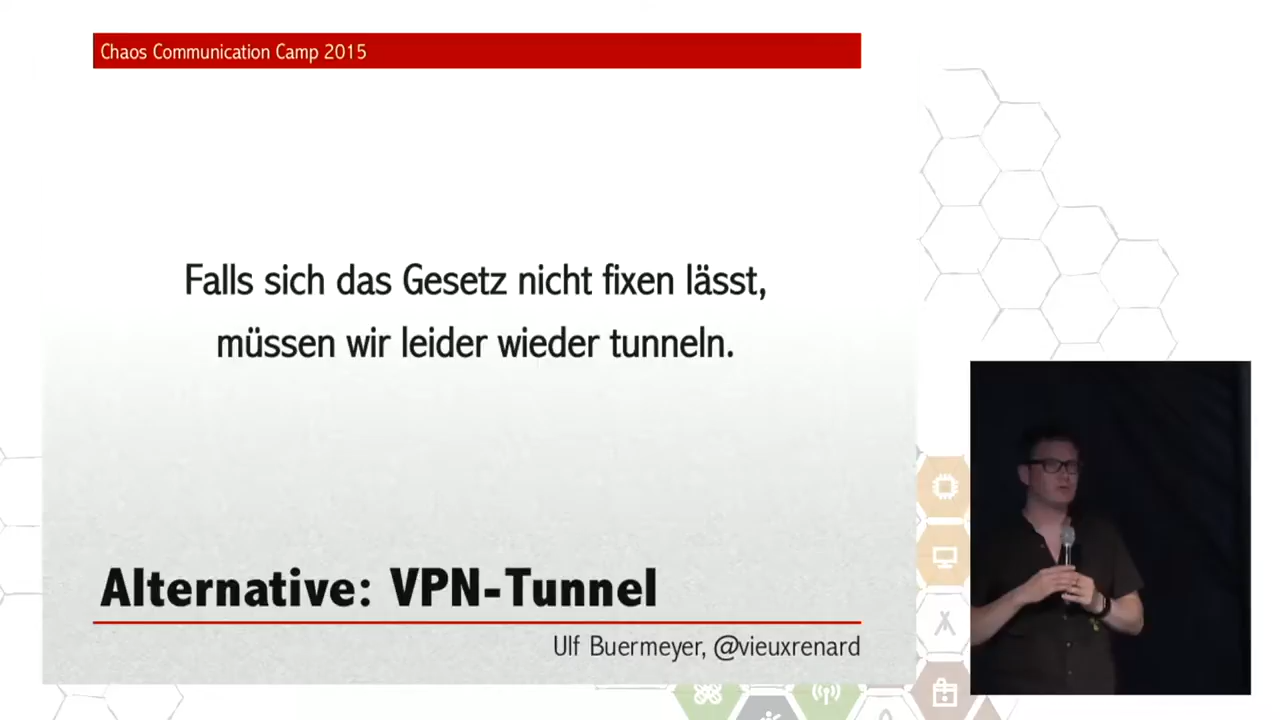 Chaos Communication Camp 2015
Falls sich das Gesetz nicht fixen lässt,
müssen wir leider wieder tunneln.
Alternative: VPN-Tunnel
Ulf Buermeyer, @vieuxrenard